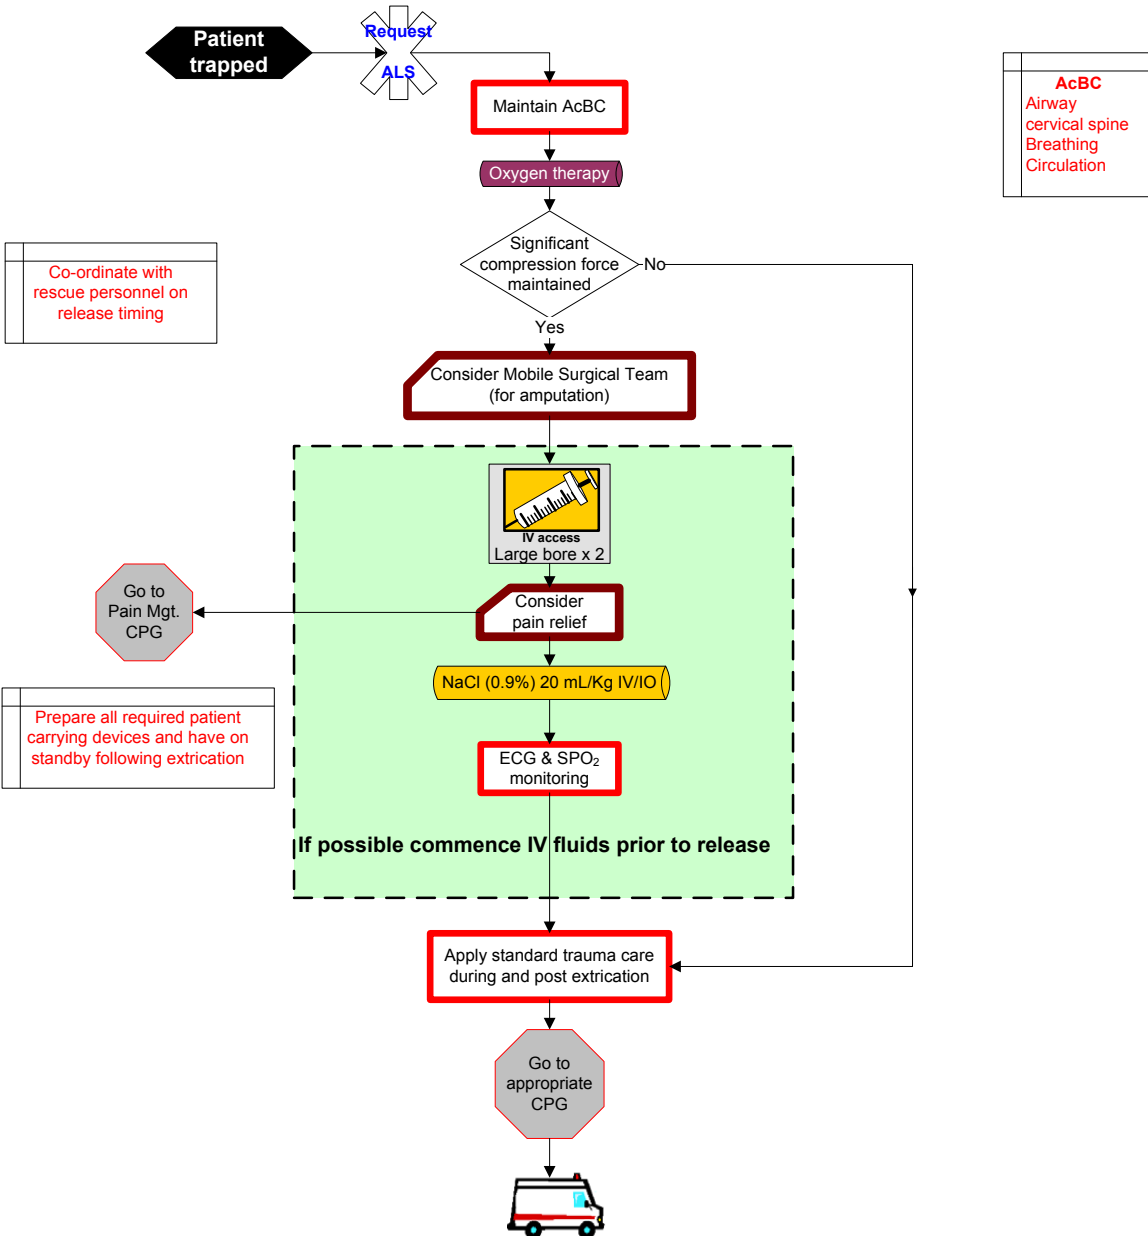 Patient
trapped
Request
ALS
Maintain AcBC
AcBC
Airway
cervical spine
Breathing
Circulation
Oxygen therapy
Significant
compression force
maintained
No
Yes
Co-ordinate with
rescue personnel on
release timing
Consider Mobile Surgical Team
(for amputation)
IV access
Large bore x 2
Go to
Pain Mgt.
CPG
Consider
pain relief
NaCl (0.9%) 20 mL/Kg IV/IO
Prepare all required patient
carrying devices and have on
standby following extrication
ECG & SPO₂
monitoring
If possible commence IV fluids prior to release
Apply standard trauma care
during and post extrication
Go to
appropriate
CPG